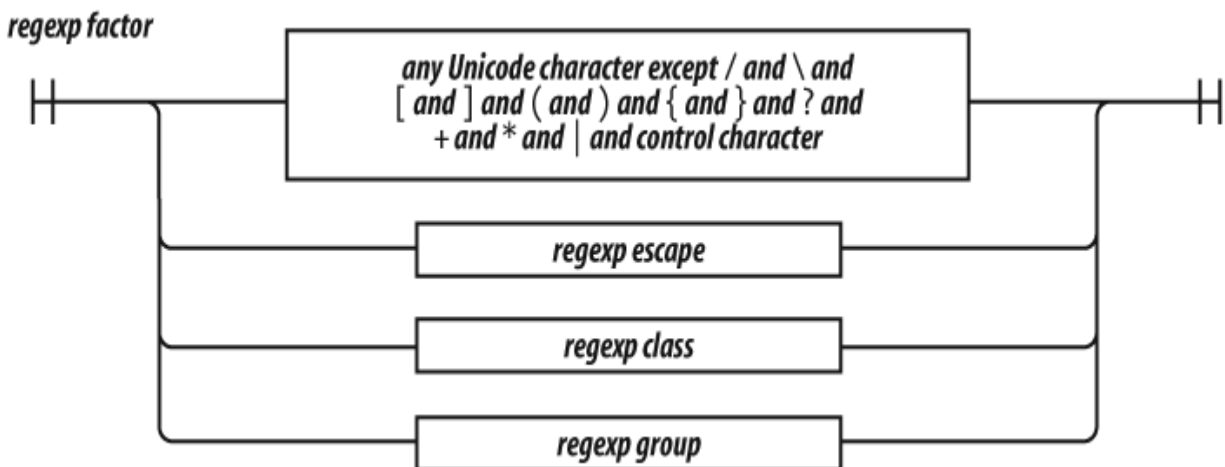 regexp factor
any Unicode character except / and \ and
[ and ] and ( and ) and { and } and ? and
+ and * and | and control character
regexp escape
regexp class
regexp group